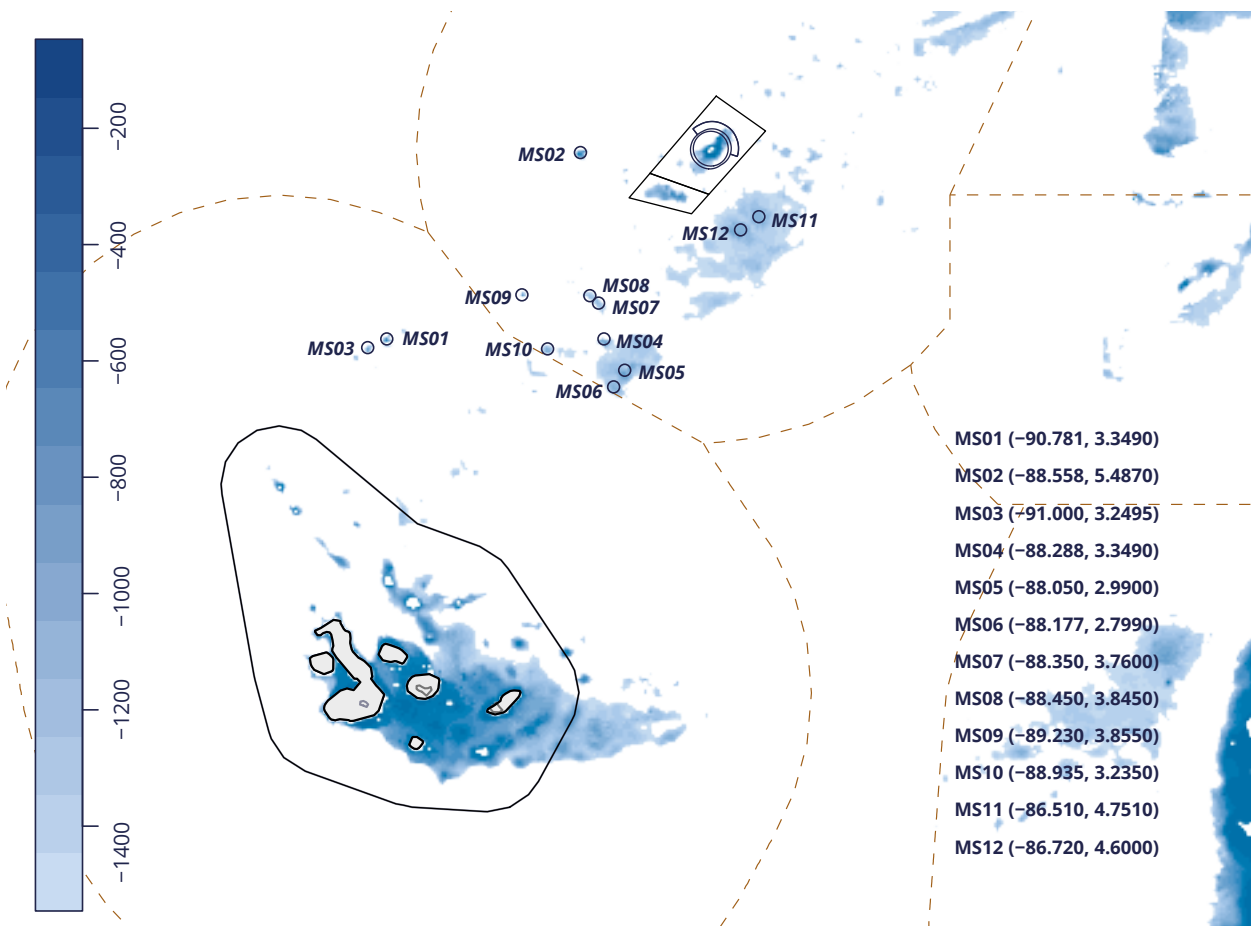 −200
−400
−600
−800
−1000
−1200
−1400
MS02
MS11
MS12
MS08
MS09
MS07
MS01
MS04
MS03
MS10
MS05
MS06
MS01 (−90.781, 3.3490)
MS02 (−88.558, 5.4870)
MS03 (−91.000, 3.2495)
MS04 (−88.288, 3.3490)
MS05 (−88.050, 2.9900)
MS06 (−88.177, 2.7990)
MS07 (−88.350, 3.7600)
MS08 (−88.450, 3.8450)
MS09 (−89.230, 3.8550)
MS10 (−88.935, 3.2350)
MS11 (−86.510, 4.7510)
MS12 (−86.720, 4.6000)